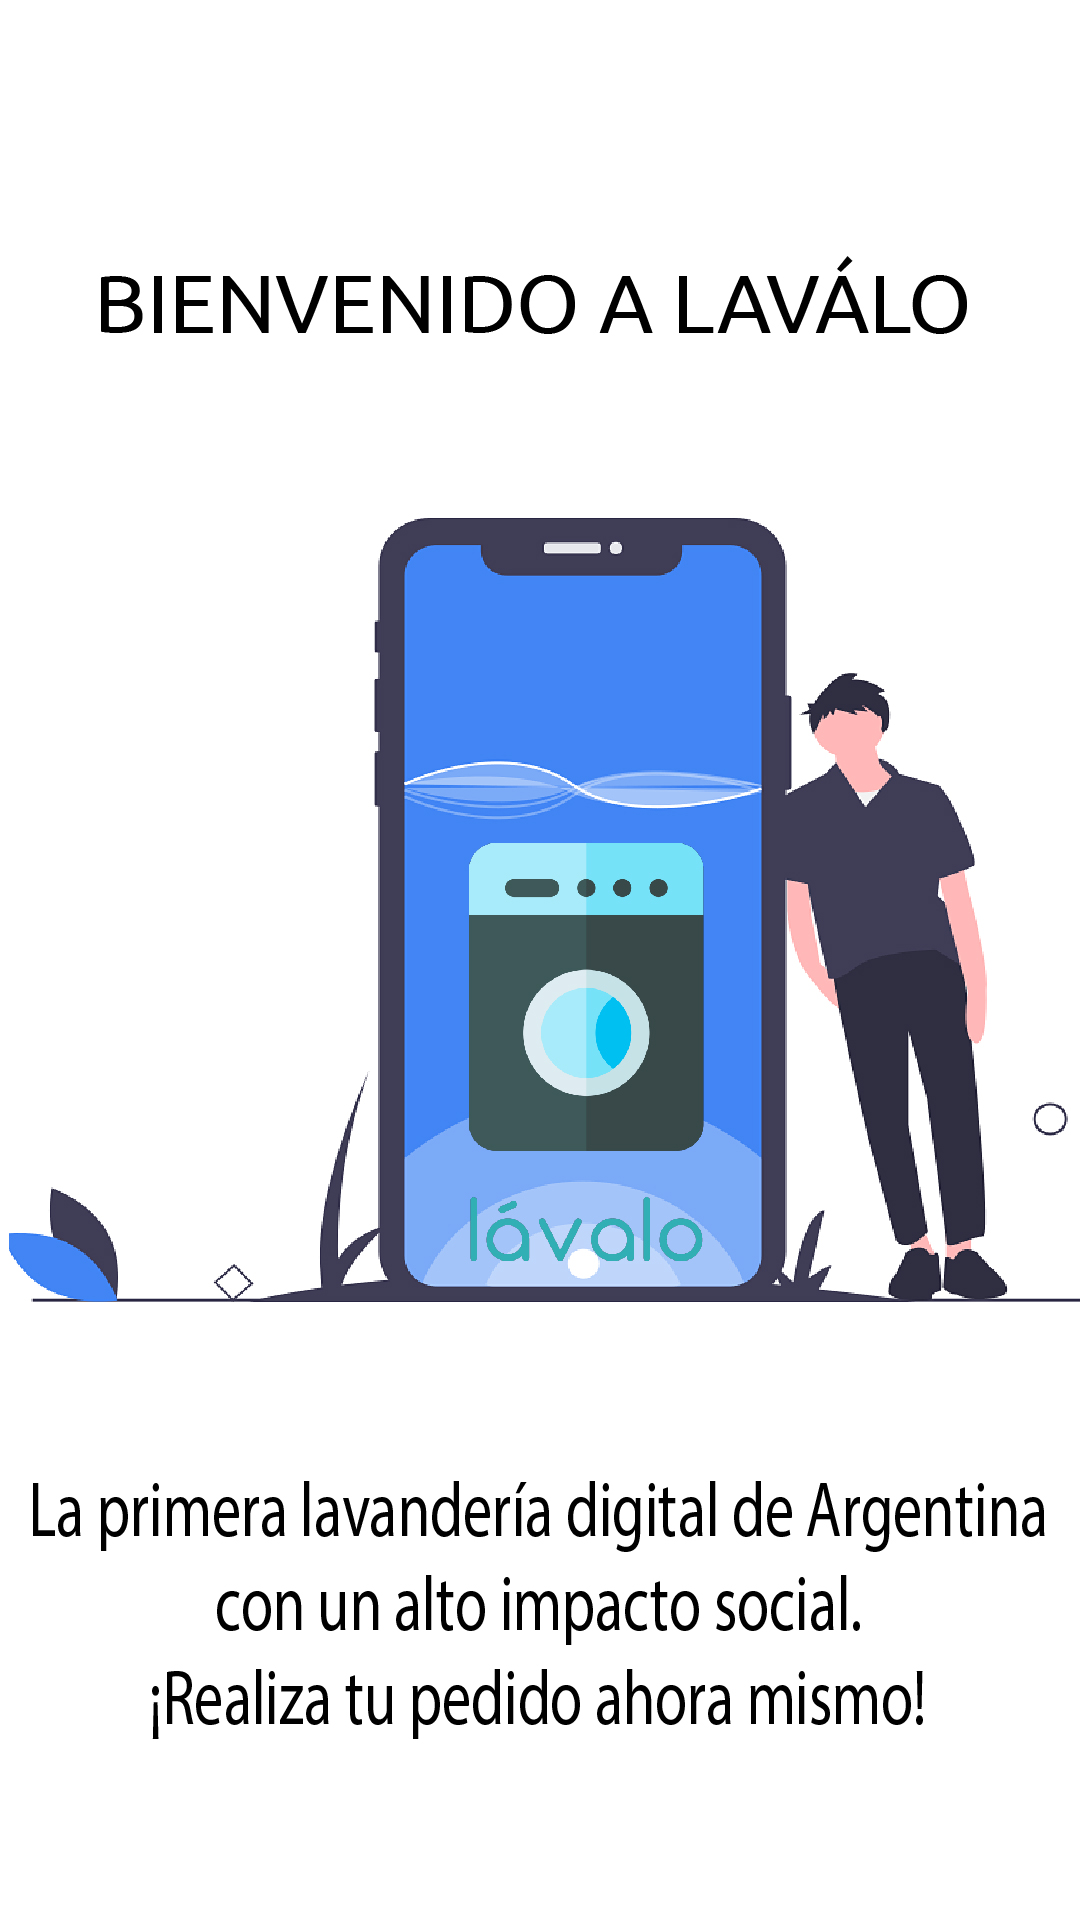 BIENVENIDO A LAVÁLO
lávalo
La primera lavandería digital de Argentina
con un alto impacto social.
¡Realiza tu pedido ahora mismo!